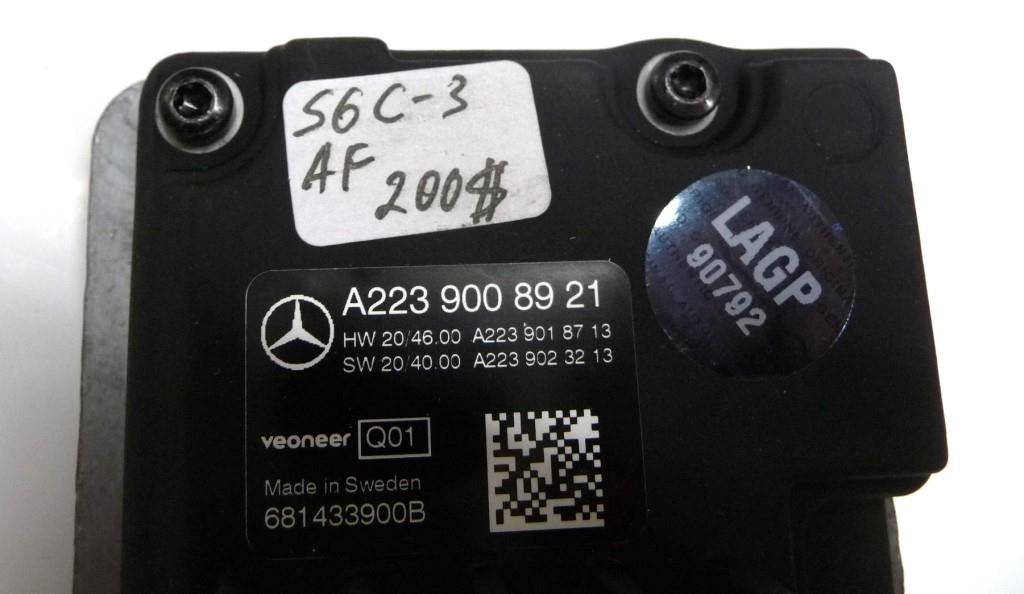 S6C-3
AF 200$
LAGP
90792
A223 900 89 21
HW 20/46.00 A223 901 87 13
SW 20/40.00 A223 902 32 13
veoneer Q01
Made in Sweden
681433900B